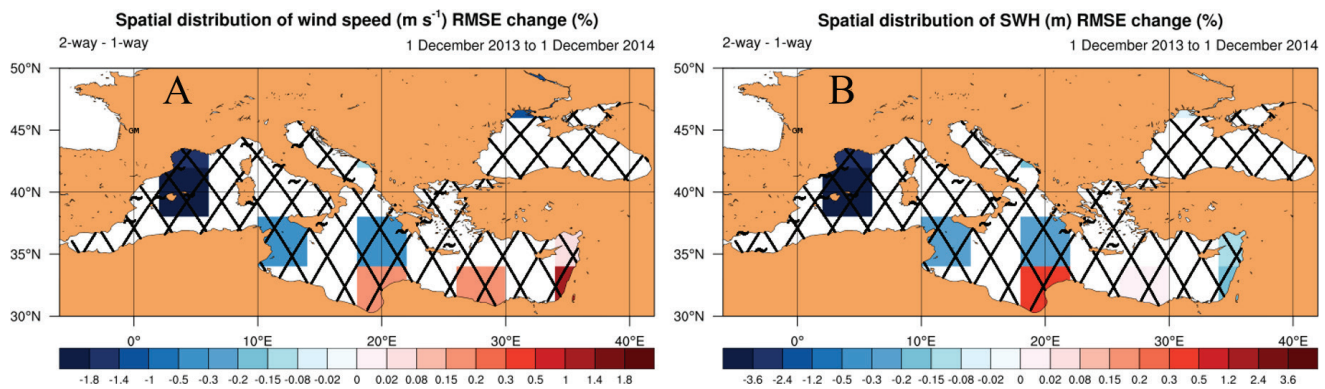 Spatial distribution of wind speed (m s⁻¹) RMSE change (%)
2-way - 1-way
1 December 2013 to 1 December 2014
A
50°N
45°N
40°N
35°N
30°N
GM
0°
10°E
20°E
30°E
40°E
-1.8 -1.4 -1 -0.5 -0.3 -0.2 -0.15 -0.08 -0.02 0 0.02 0.08 0.15 0.2 0.3 0.5 1 1.4 1.8
Spatial distribution of SWH (m) RMSE change (%)
2-way - 1-way
1 December 2013 to 1 December 2014
B
50°N
45°N
40°N
35°N
30°N
GM
0°
10°E
20°E
30°E
40°E
-3.6 -2.4 -1.2 -0.5 -0.3 -0.2 -0.15 -0.08 -0.02 0 0.02 0.08 0.15 0.2 0.3 0.5 1.2 2.4 3.6